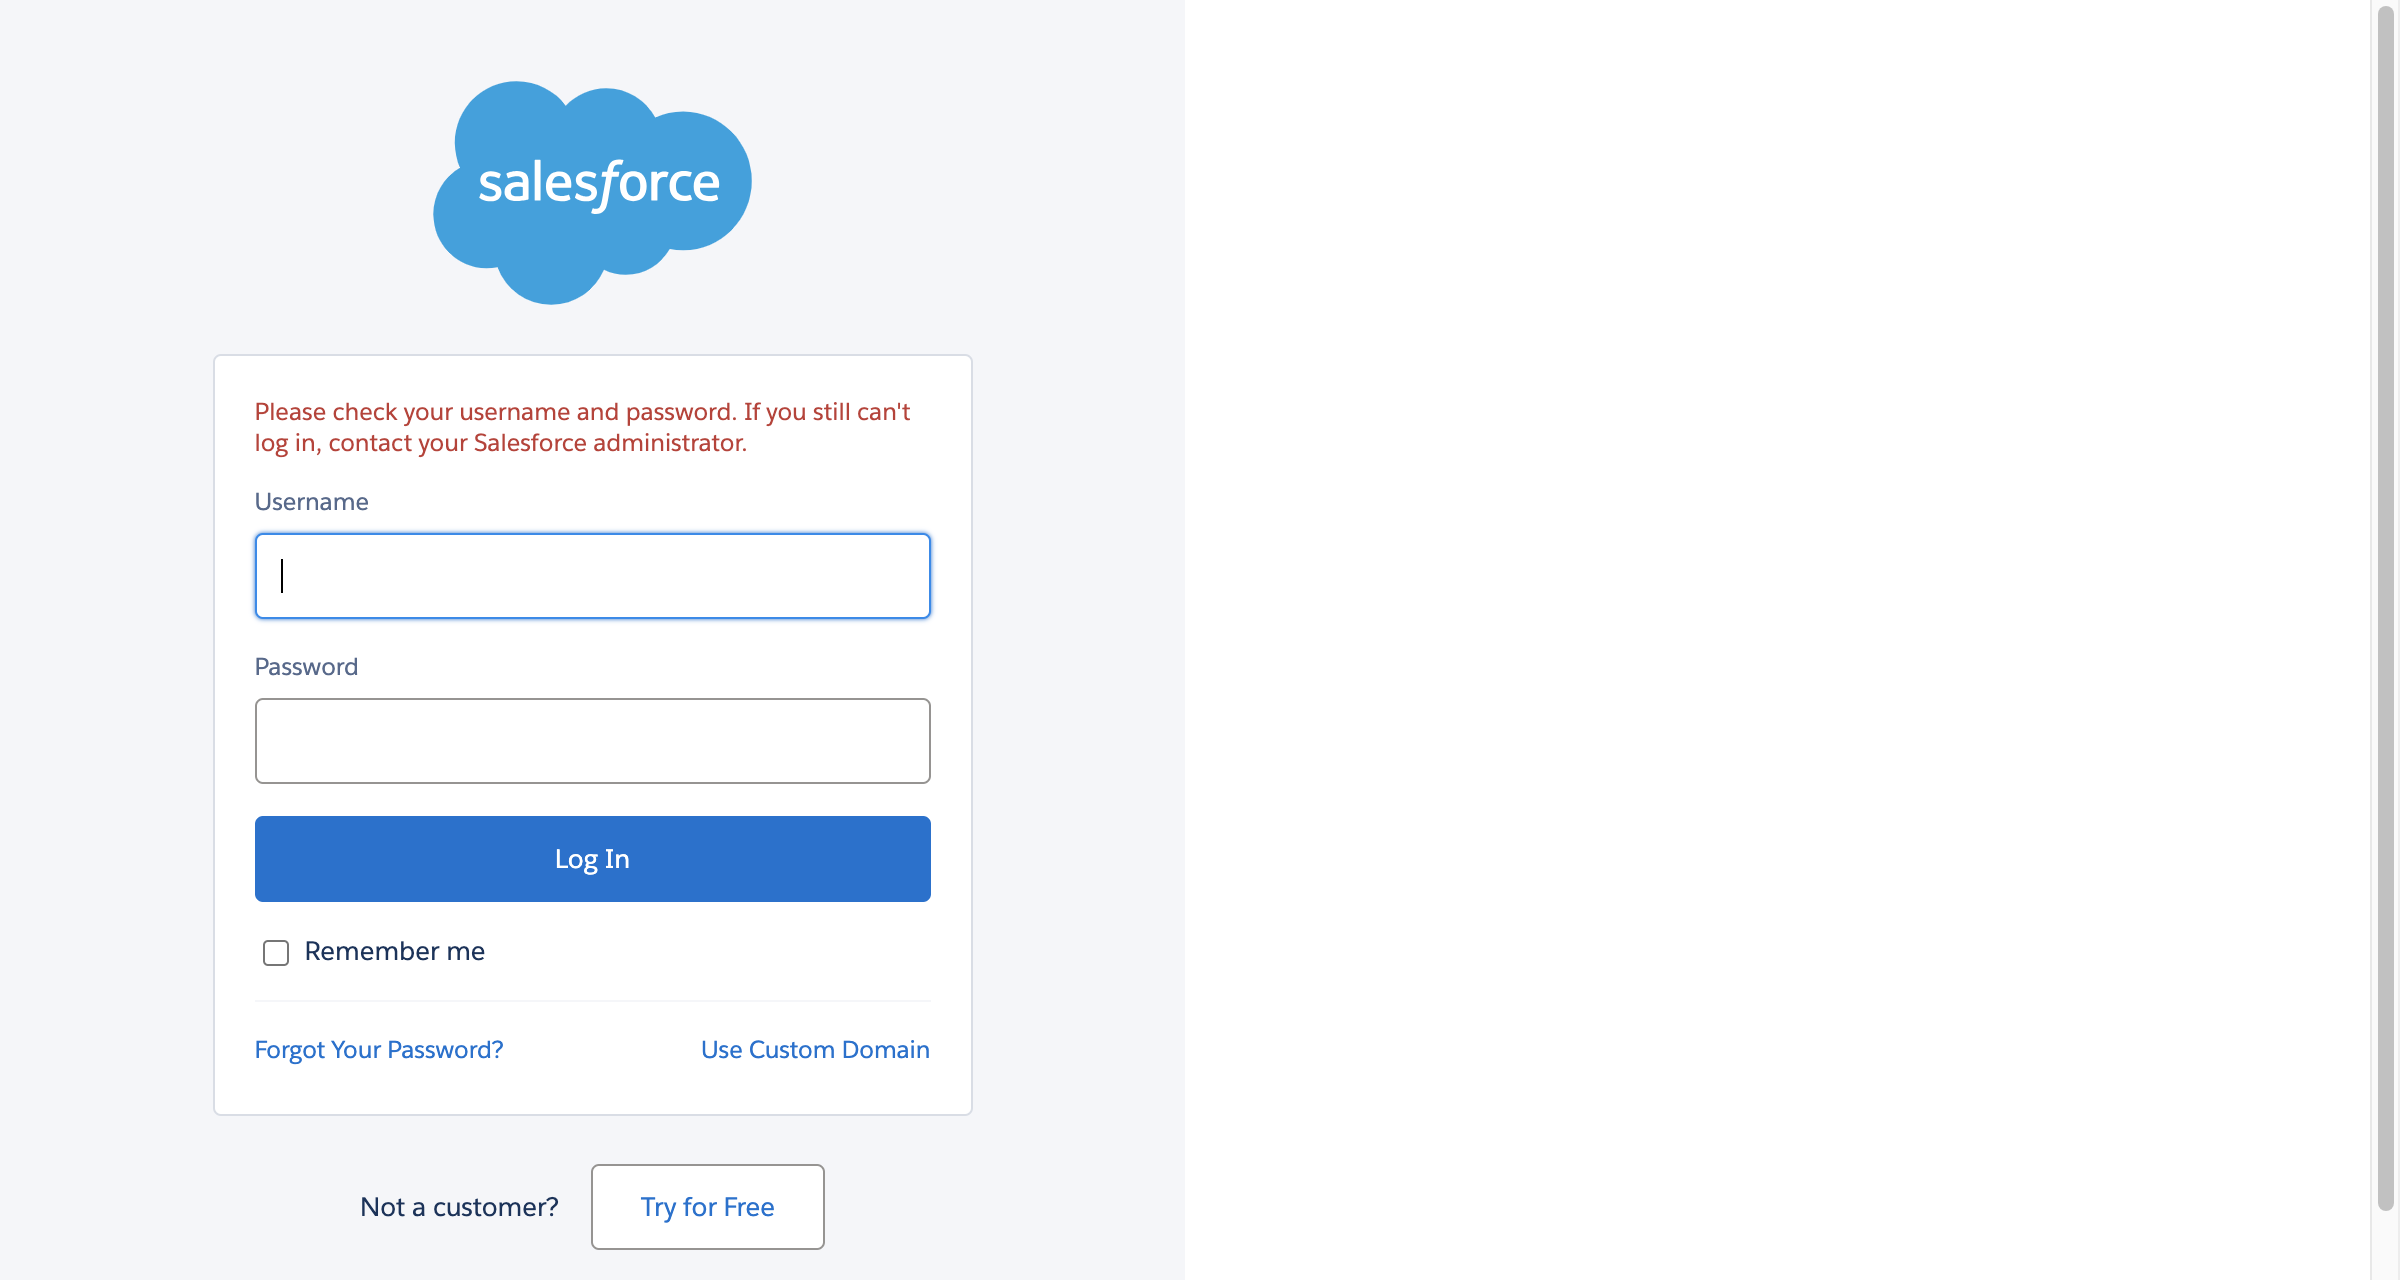 salesforce
Please check your username and password. If you still can't
log in, contact your Salesforce administrator.
Username
Password
Log In
Remember me
Forgot Your Password?
Use Custom Domain
Not a customer?
Try for Free